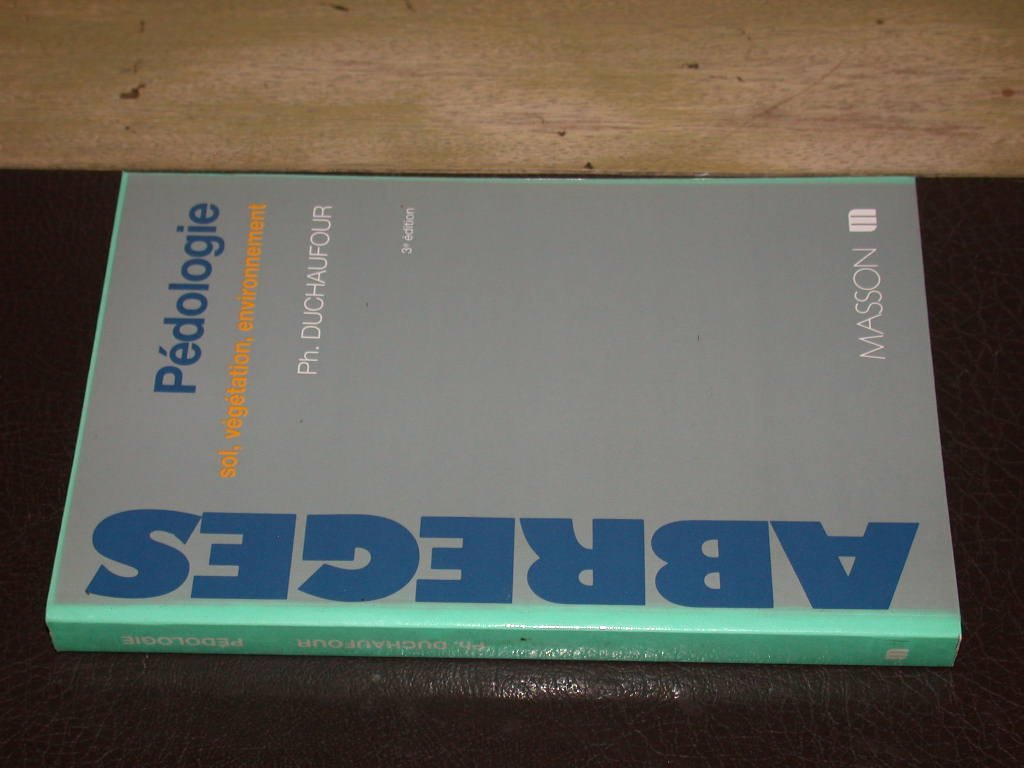 Pédologie
sol, végétation, environnement
Ph. DUCHAUFOUR
3e édition
MASSON
ABREGES
PÉDOLOGIE
Ph. DUCHAUFOUR